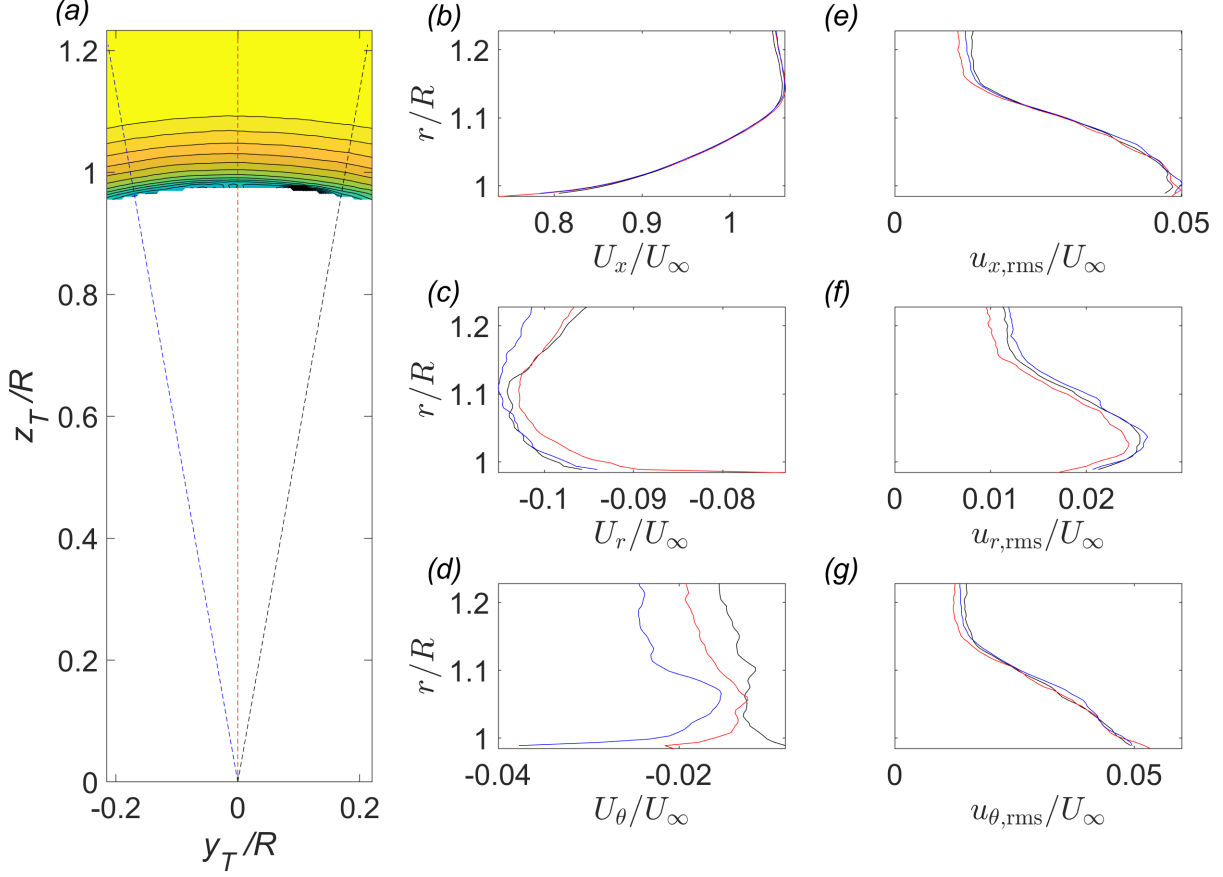 (a)
1.2
1
0.8
0.6
0.4
0.2
0
z_T/R
-0.2
0
0.2
y_T/R
(b)
1.2
1.1
1
r/R
0.8
0.9
1
U_x/U_∞
(c)
1.2
1.1
1
r/R
-0.1
-0.09
-0.08
U_r/U_∞
(d)
1.2
1.1
1
r/R
-0.04
-0.02
U_θ/U_∞
(e)
0
0.05
u_{x,rms}/U_∞
(f)
0
0.01
0.02
u_{r,rms}/U_∞
(g)
0
0.05
u_{θ,rms}/U_∞